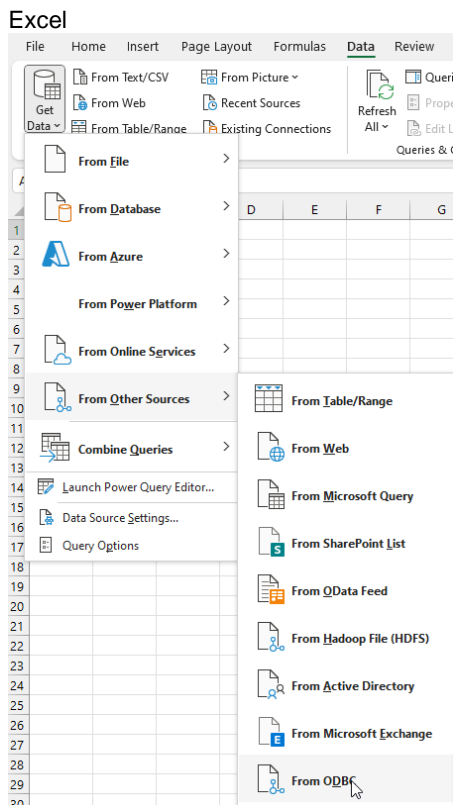 Excel
File Home Insert Page Layout Formulas Data Review
Get Data
From Text/CSV
From Web
From Table/Range
From Picture
Recent Sources
Existing Connections
Refresh All
Queri
Prope
Edit L
Queries & C
From File
From Database
From Azure
From Power Platform
From Online Services
From Other Sources
Combine Queries
Launch Power Query Editor...
Data Source Settings...
Query Options
From Table/Range
From Web
From Microsoft Query
From SharePoint List
From OData Feed
From Hadoop File (HDFS)
From Active Directory
From Microsoft Exchange
From ODBC
D E F G
1
2
3
4
5
6
7
8
9
10
11
12
13
14
15
16
17
18
19
20
21
22
23
24
25
26
27
28
29
30